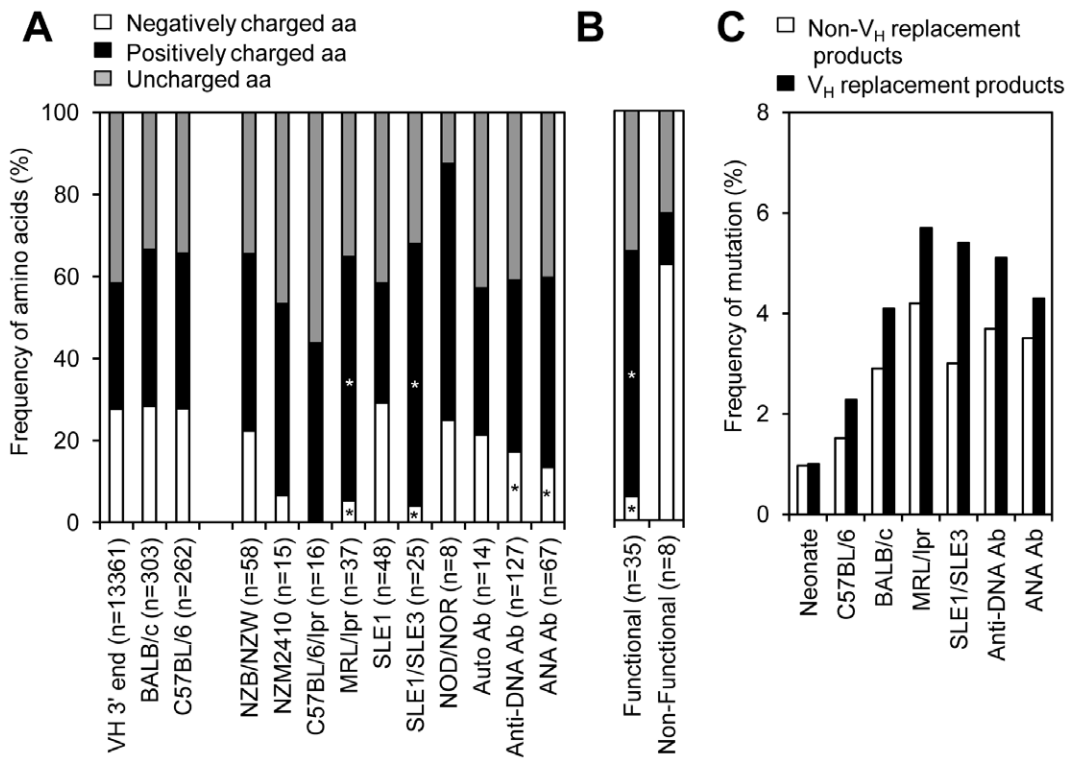 A
Negatively charged aa
Positively charged aa
Uncharged aa
Frequency of amino acids (%)
100
80
60
40
20
0
*
*
*
*
*
*
VH 3' end (n=13361)
BALB/c (n=303)
C57BL/6 (n=262)
NZB/NZW (n=58)
NZM2410 (n=15)
C57BL/6/lpr (n=16)
MRL/lpr (n=37)
SLE1 (n=48)
SLE1/SLE3 (n=25)
NOD/NOR (n=8)
Auto Ab (n=14)
Anti-DNA Ab (n=127)
ANA Ab (n=67)
B
*
*
Functional (n=35)
Non-Functional (n=8)
C
Non-VH replacement
products
VH replacement products
Frequency of mutation (%)
8
6
4
2
0
Neonate
C57BL/6
BALB/c
MRL/lpr
SLE1/SLE3
Anti-DNA Ab
ANA Ab